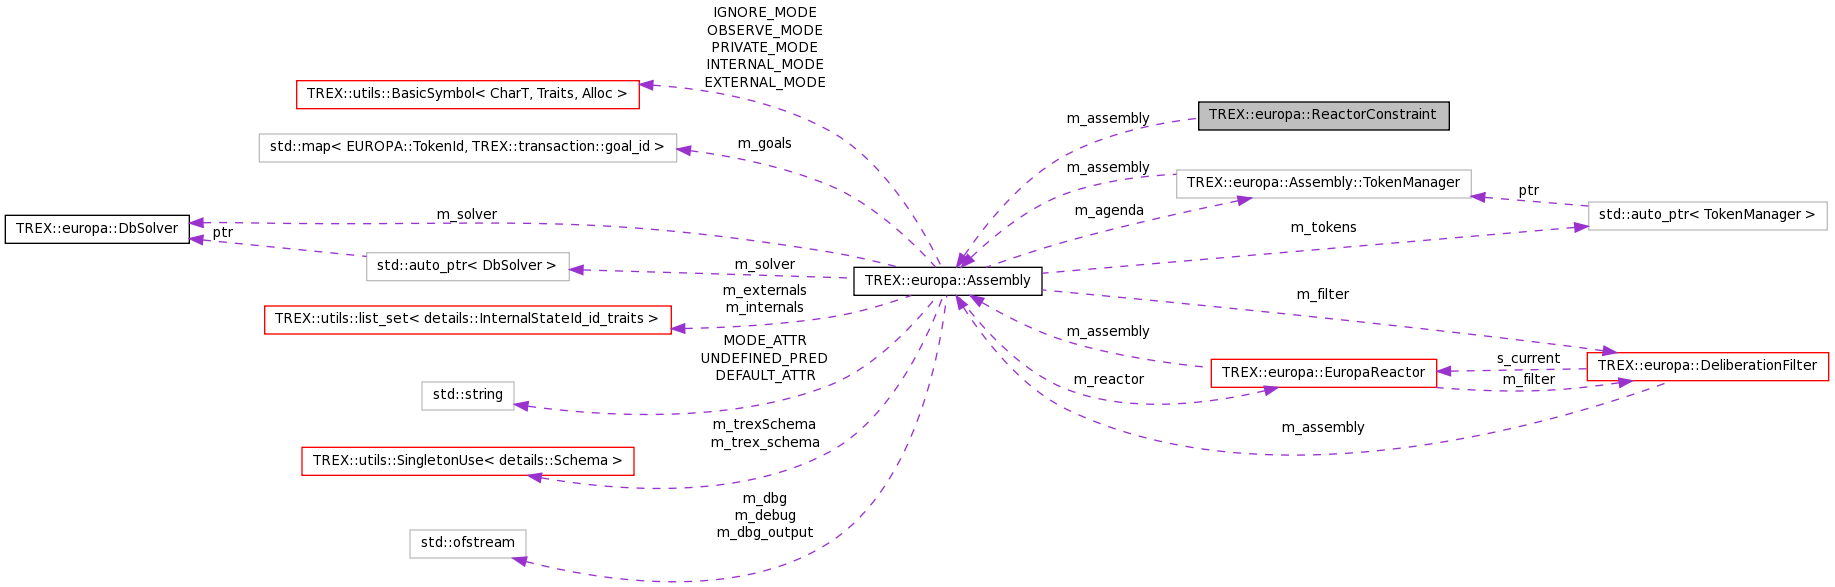 IGNORE_MODE
OBSERVE_MODE
PRIVATE_MODE
INTERNAL_MODE
EXTERNAL_MODE
TREX::utils::BasicSymbol< CharT, Traits, Alloc >
TREX::europa::ReactorConstraint
m_assembly
std::map< EUROPA::TokenId, TREX::transaction::goal_id >
m_goals
m_assembly
TREX::europa::Assembly::TokenManager
ptr
m_agenda
std::auto_ptr< TokenManager >
TREX::europa::DbSolver
m_solver
ptr
m_tokens
std::auto_ptr< DbSolver >
m_solver
TREX::europa::Assembly
m_externals
m_internals
m_filter
TREX::utils::list_set< details::InternalStateId_id_traits >
m_assembly
MODE_ATTR
UNDEFINED_PRED
DEFAULT_ATTR
s_current
TREX::europa::EuropaReactor
TREX::europa::DeliberationFilter
m_reactor
m_filter
std::string
m_trexSchema
m_trex_schema
m_assembly
TREX::utils::SingletonUse< details::Schema >
m_dbg
m_debug
m_dbg_output
std::ofstream